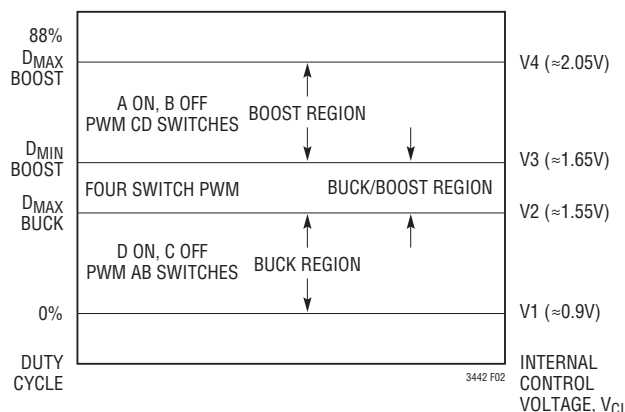 88%
DMAX
BOOST
V4 (≈2.05V)
A ON, B OFF
PWM CD SWITCHES
BOOST REGION
DMIN
BOOST
V3 (≈1.65V)
FOUR SWITCH PWM
BUCK/BOOST REGION
DMAX
BUCK
V2 (≈1.55V)
D ON, C OFF
PWM AB SWITCHES
BUCK REGION
0%
V1 (≈0.9V)
DUTY
CYCLE
3442 F02
INTERNAL
CONTROL
VOLTAGE,